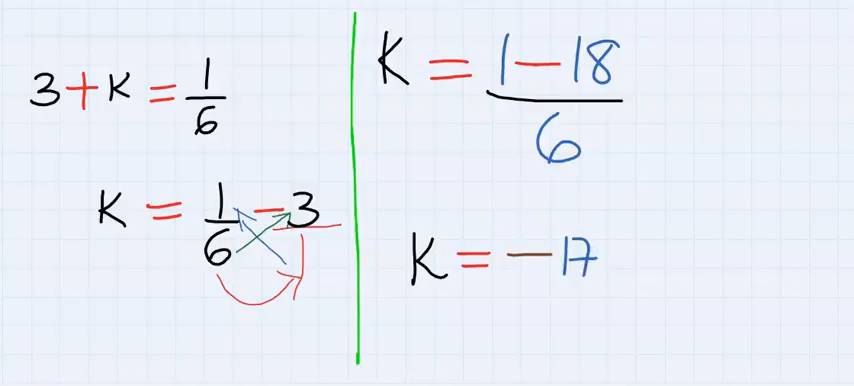 3 + K = 1/6
K = 1/6 - 3
K = (1 - 18)/6
K = - 17